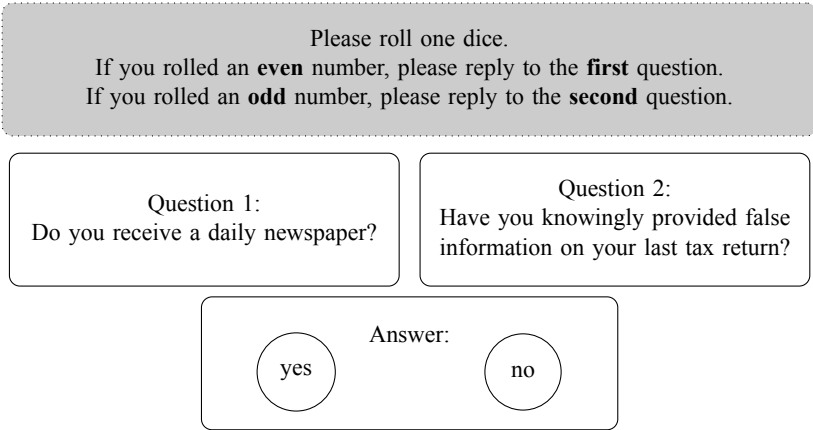 Please roll one dice.
If you rolled an even number, please reply to the first question.
If you rolled an odd number, please reply to the second question.
Question 1:
Do you receive a daily newspaper?
Question 2:
Have you knowingly provided false
information on your last tax return?
Answer:
yes
no